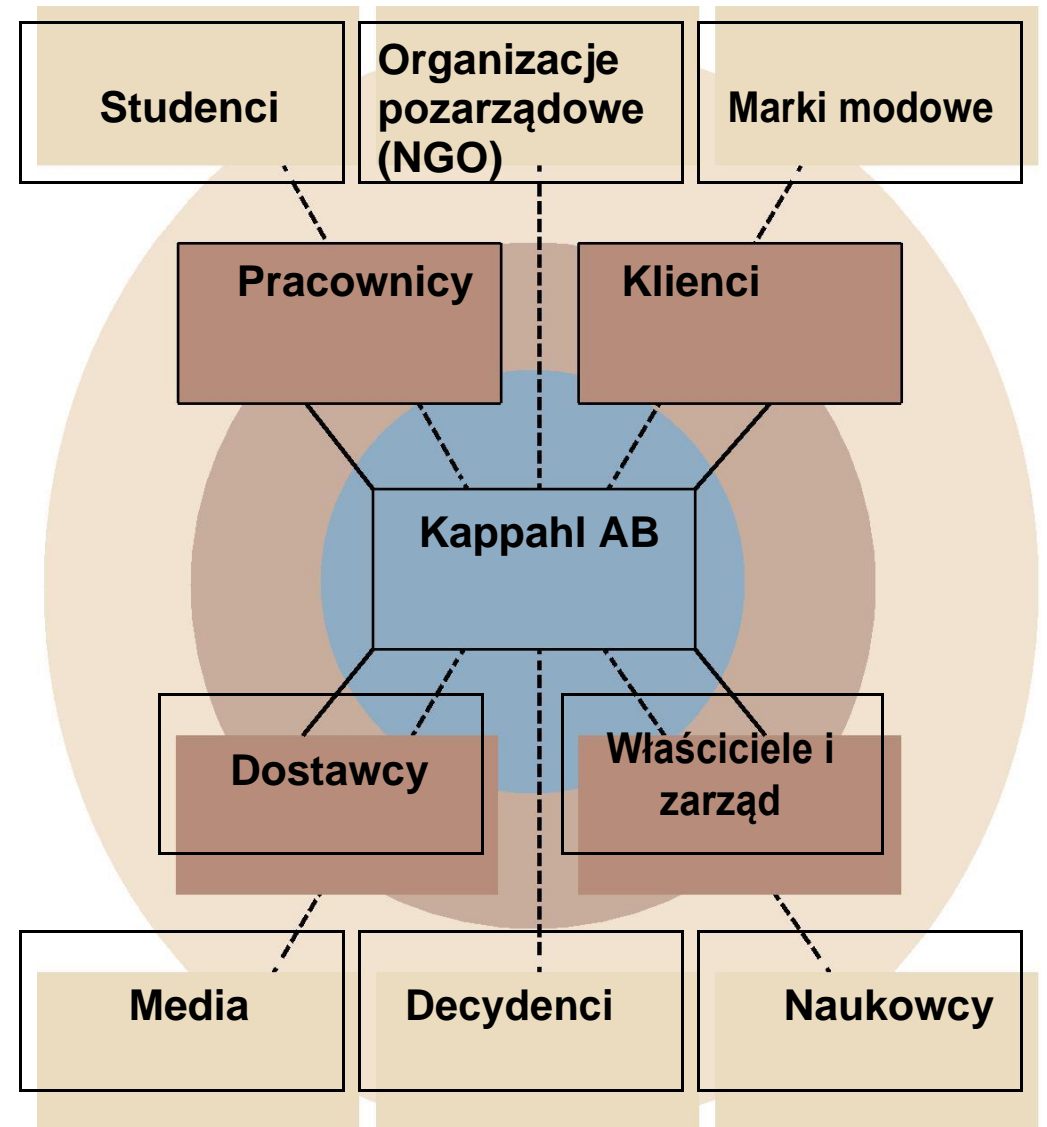 Studenci
Organizacje
pozarządowe
(NGO)
Marki modowe
Pracownicy
Klienci
Kappahl AB
Dostawcy
Właściciele i
zarząd
Media
Decydenci
Naukowcy